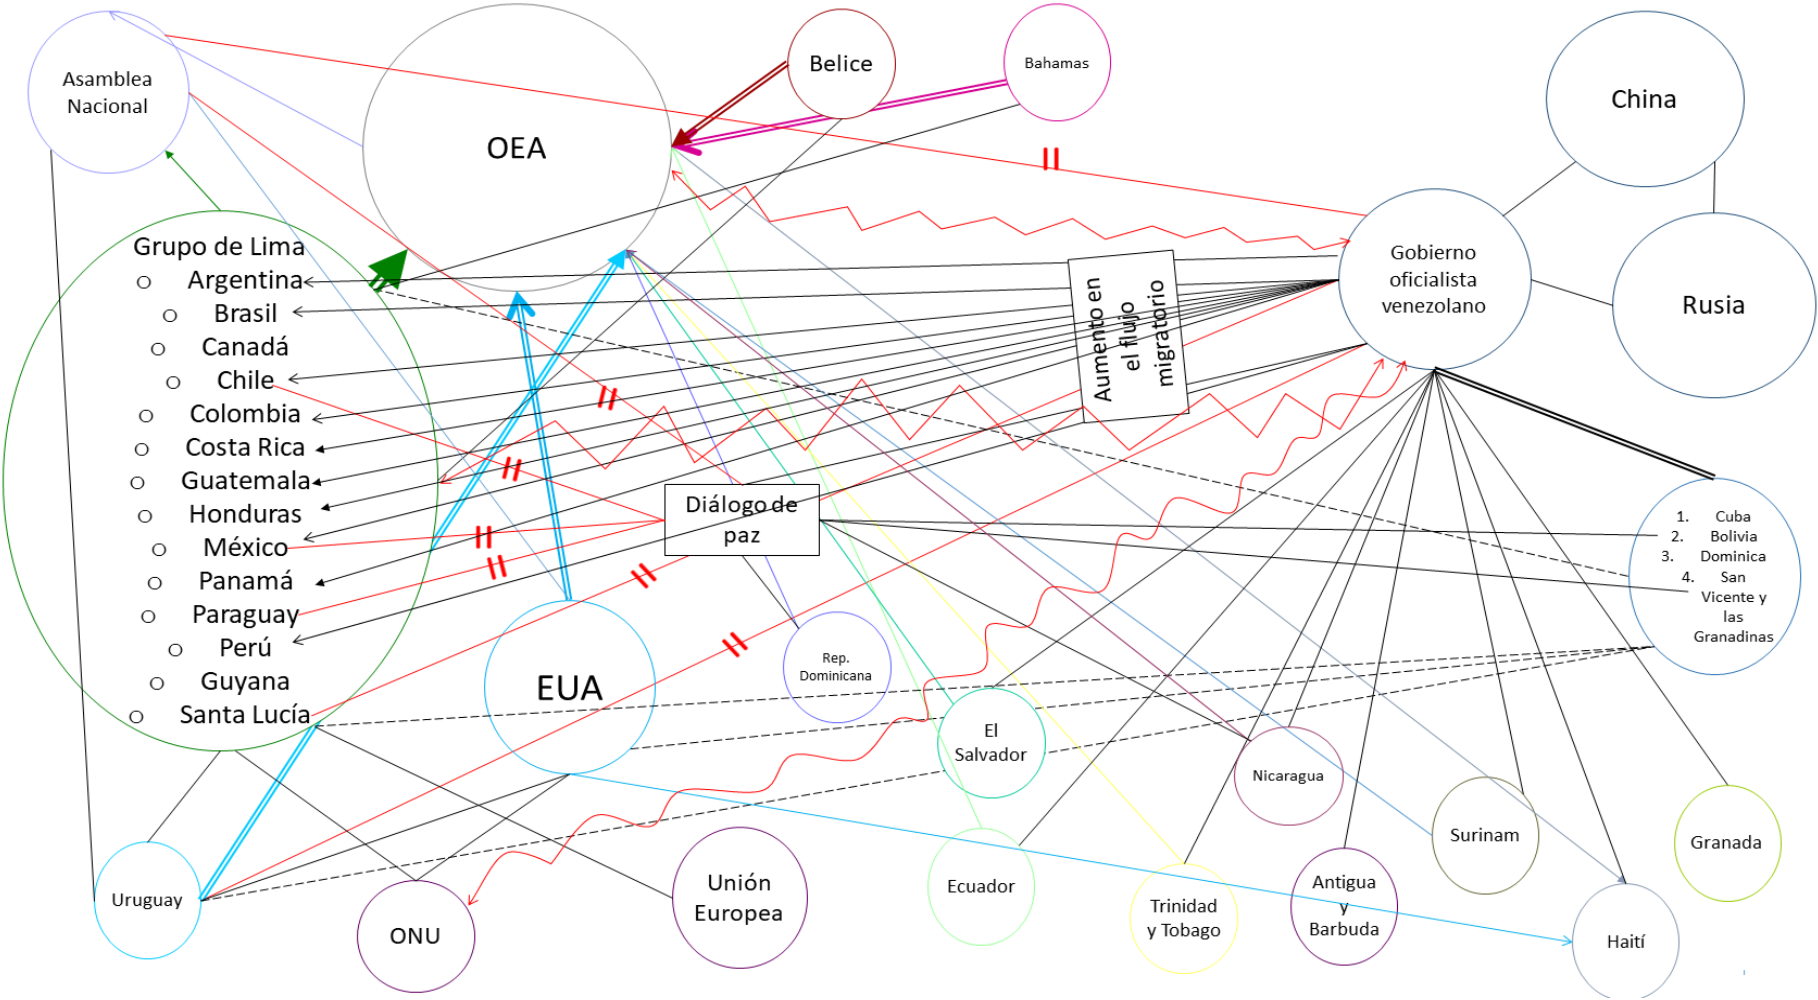 Asamblea
Nacional
OEA
Belice
Bahamas
China
Rusia
Gobierno
oficialista
venezolano
Grupo de Lima
o Argentina
o Brasil
o Canadá
o Chile
o Colombia
o Costa Rica
o Guatemala
o Honduras
o México
o Panamá
o Paraguay
o Perú
o Guyana
o Santa Lucía
Aumento en
el flujo
migratorio
Diálogo de
paz
1. Cuba
2. Bolivia
3. Dominica
4. San
Vicente y
las
Granadinas
EUA
Rep.
Dominicana
El
Salvador
Nicaragua
Surinam
Granada
Uruguay
ONU
Unión
Europea
Ecuador
Trinidad
y Tobago
Antigua
y
Barbuda
Haití